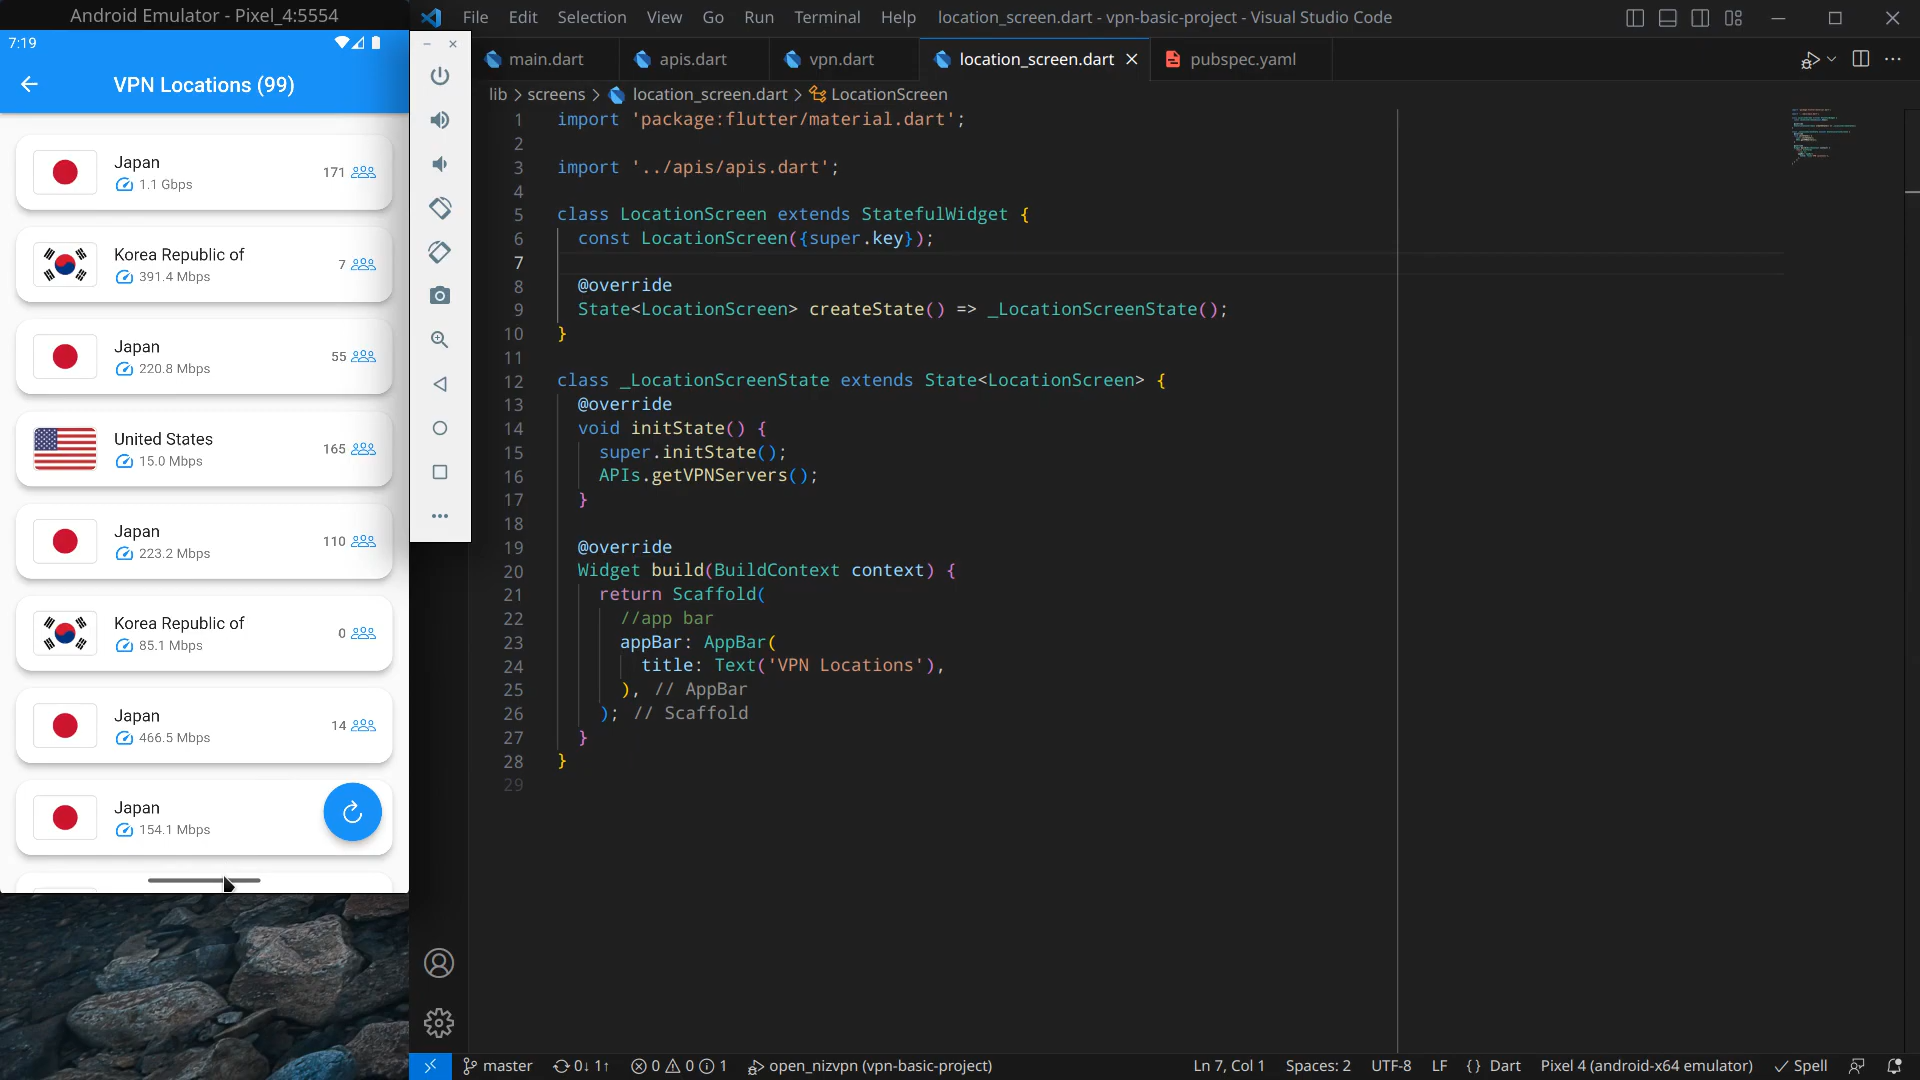 Android Emulator - Pixel_4:5554
7:19
VPN Locations (99)
Japan
1.1 Gbps
171
Korea Republic of
391.4 Mbps
7
Japan
220.8 Mbps
55
United States
15.0 Mbps
165
Japan
223.2 Mbps
110
Korea Republic of
85.1 Mbps
0
Japan
466.5 Mbps
14
Japan
154.1 Mbps
File Edit Selection View Go Run Terminal Help location_screen.dart - vpn-basic-project - Visual Studio Code
main.dart apis.dart vpn.dart location_screen.dart pubspec.yaml
lib > screens > location_screen.dart > LocationScreen
1 import 'package:flutter/material.dart';
2
3 import '../apis/apis.dart';
4
5 class LocationScreen extends StatefulWidget {
6 const LocationScreen({super.key});
7
8 @override
9 State<LocationScreen> createState() => _LocationScreenState();
10 }
11
12 class _LocationScreenState extends State<LocationScreen> {
13 @override
14 void initState() {
15 super.initState();
16 APIs.getVPNServers();
17 }
18
19 @override
20 Widget build(BuildContext context) {
21 return Scaffold(
22 //app bar
23 appBar: AppBar(
24 title: Text('VPN Locations'),
25 ), // AppBar
26 ); // Scaffold
27 }
28 }
29
master 0↓ 1↑ 0 0 1 open_nizvpn (vpn-basic-project) Ln 7, Col 1 Spaces: 2 UTF-8 LF {} Dart Pixel 4 (android-x64 emulator) Spell